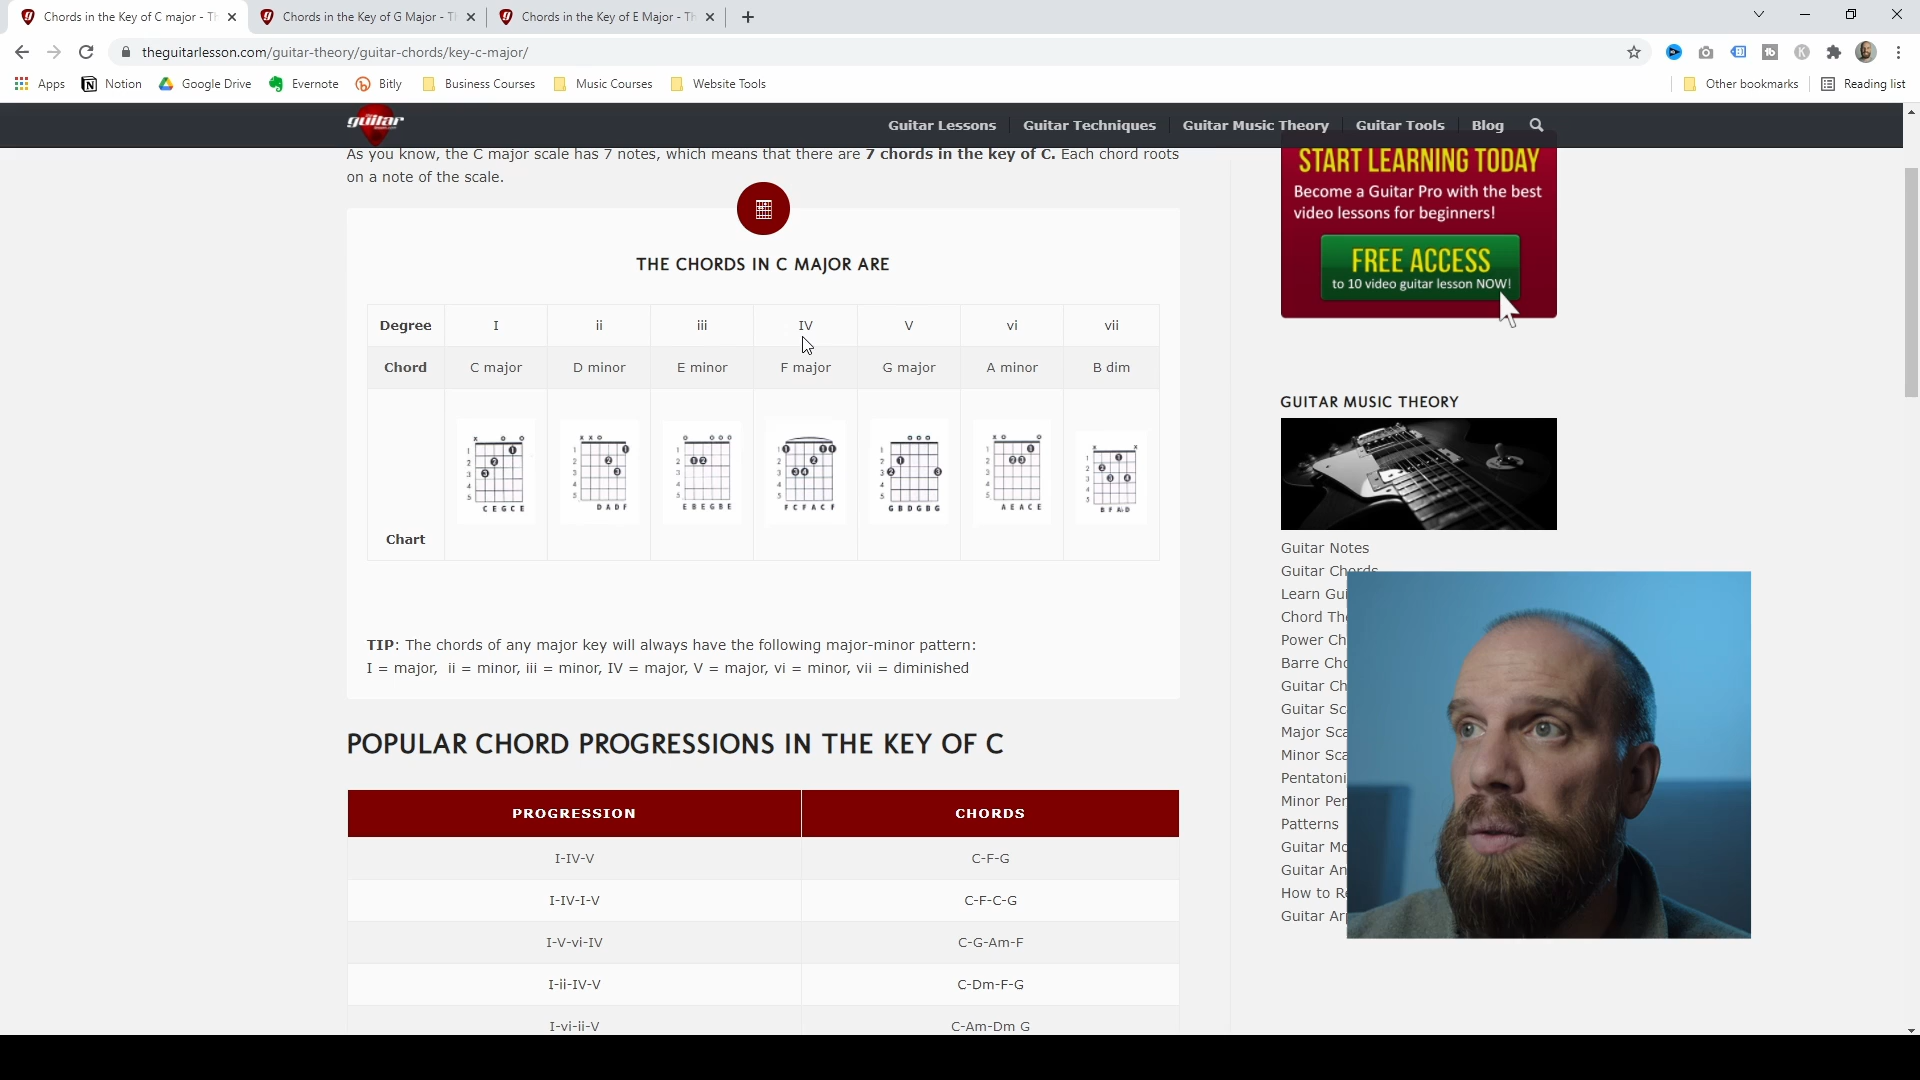 Chords in the Key of C major - Th
Chords in the Key of G Major - Th
Chords in the Key of E Major - Th
theguitarlesson.com/guitar-theory/guitar-chords/key-c-major/
Apps Notion Google Drive Evernote Bitly Business Courses Music Courses Website Tools Other bookmarks Reading list
guitar
Guitar Lessons Guitar Techniques Guitar Music Theory Guitar Tools Blog
As you know, the C major scale has 7 notes, which means that there are 7 chords in the key of C. Each chord roots
on a note of the scale.
THE CHORDS IN C MAJOR ARE
Degree I ii iii IV V vi vii
Chord C major D minor E minor F major G major A minor B dim
C E G C E
D A D F
E B E G B E
F C F A C F
G B D G B G
A E A C E
Chart
TIP: The chords of any major key will always have the following major-minor pattern:
I = major, ii = minor, iii = minor, IV = major, V = major, vi = minor, vii = diminished
POPULAR CHORD PROGRESSIONS IN THE KEY OF C
PROGRESSION CHORDS
I-IV-V C-F-G
I-IV-I-V C-F-C-G
I-V-vi-IV C-G-Am-F
I-ii-IV-V C-Dm-F-G
I-vi-ii-V C-Am-Dm G
START LEARNING TODAY
Become a Guitar Pro with the best
video lessons for beginners!
FREE ACCESS
to 10 video guitar lesson NOW!
GUITAR MUSIC THEORY
Guitar Notes
Guitar Chords
Learn Gui
Chord The
Power Ch
Barre Cho
Guitar Ch
Guitar Sc
Major Sca
Minor Sca
Pentatoni
Minor Per
Patterns
Guitar Mo
Guitar An
How to Re
Guitar Ar